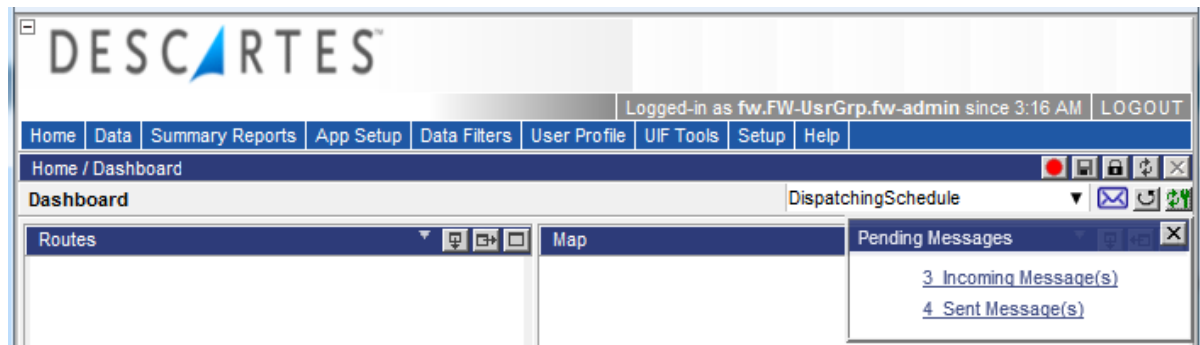 DESCARTES™
Logged-in as fw.FW-UsrGrp.fw-admin since 3:16 AM LOGOUT
Home Data Summary Reports App Setup Data Filters User Profile UIF Tools Setup Help
Home / Dashboard
Dashboard DispatchingSchedule
Routes Map Pending Messages
3 Incoming Message(s)
4 Sent Message(s)